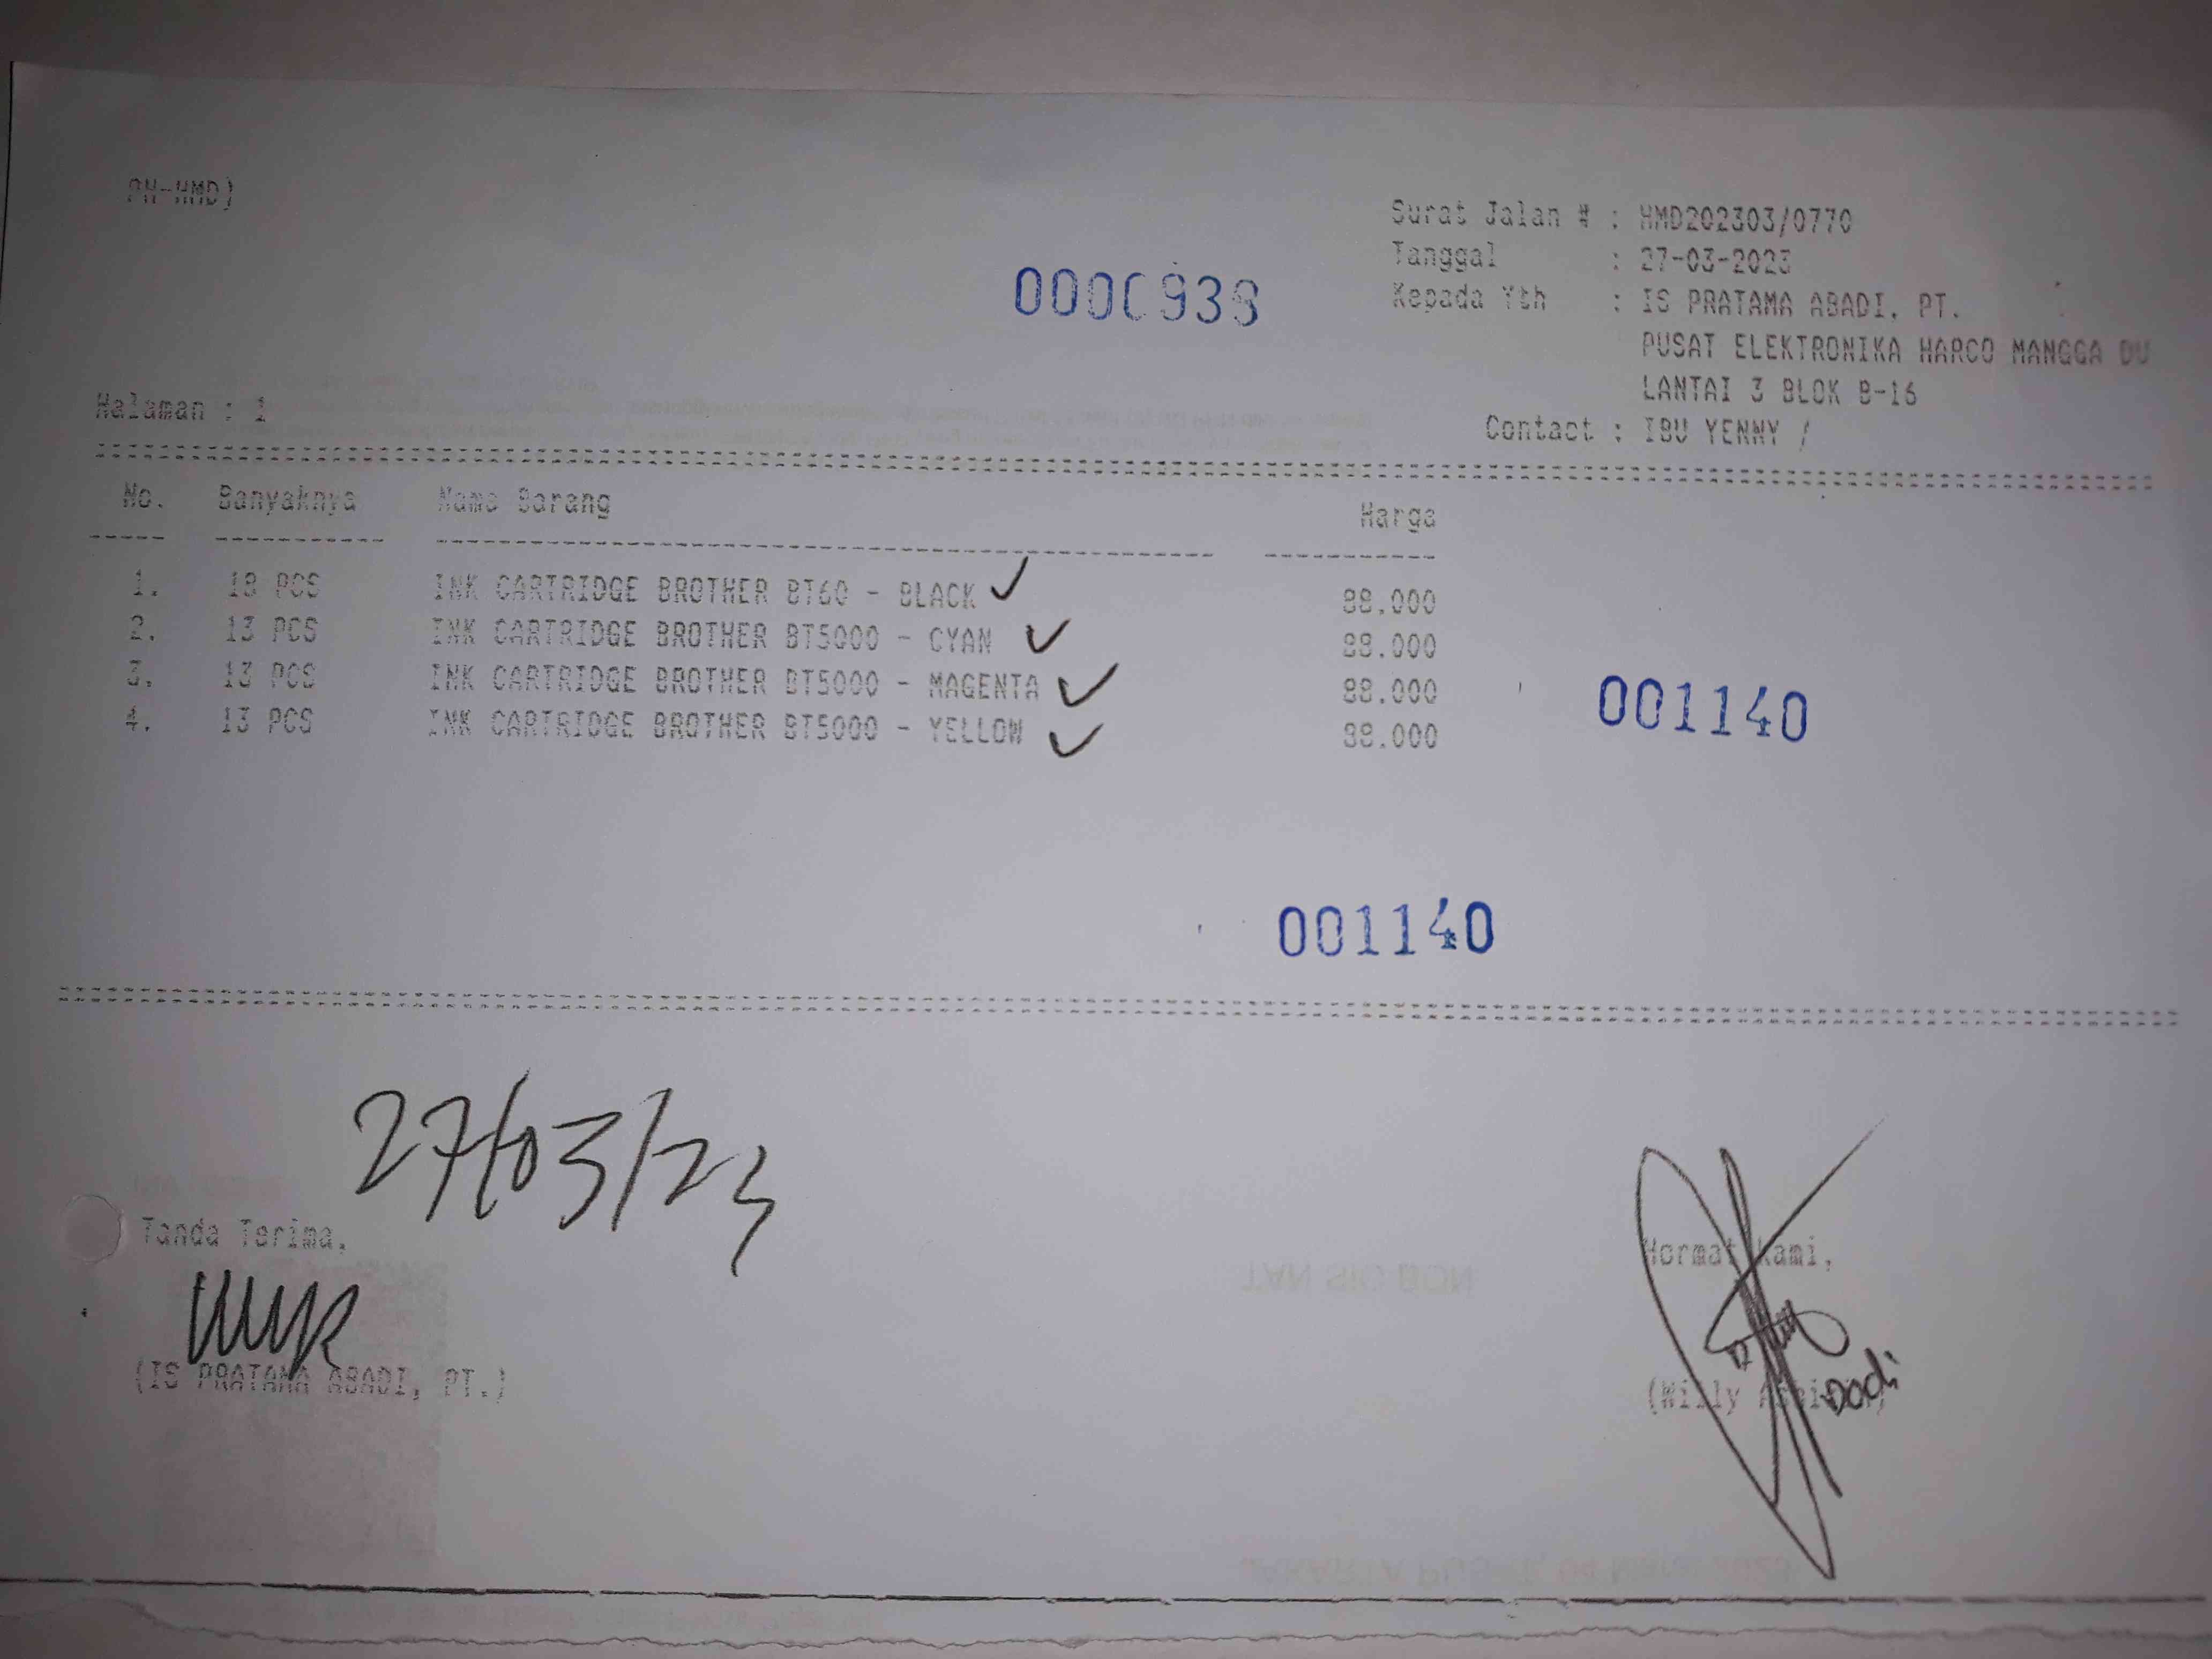 PH-HMD)
Surat Jalan # : HMD202303/0770
Tanggal : 27-03-2023
0000939
Kepada Yth : IS PRATAMA ABADI. PT.
PUSAT ELEKTRONIKA HARCO MANGGA DU
LANTAI 3 BLOK B-16
Halaman : 1
Contact : IBU YENNY /
No. Banyaknya Nama Barang Harga
1. 18 PCS INK CARTRIDGE BROTHER BT60 - BLACK 88.000
2. 13 PCS INK CARTRIDGE BROTHER BT5000 - CYAN 88.000
3. 13 PCS INK CARTRIDGE BROTHER BT5000 - MAGENTA 88.000
4. 13 PCS INK CARTRIDGE BROTHER BT5000 - YELLOW 88.000
001140
001140
27/03/23
Tanda Terima,
Hormat kami,
(IS PRATAMA ABADI, PT.)
(Willy
Dodi